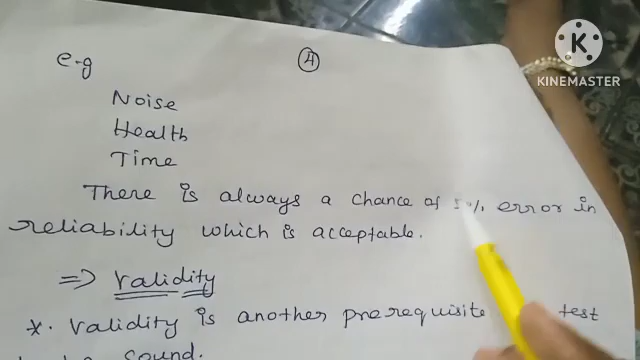 e.g
4
K
KINEMASTER
Noise
Health
Time
There is always a chance of 5% error in
reliability which is acceptable.
=> Validity
*. Validity is another prerequisite test
sound.